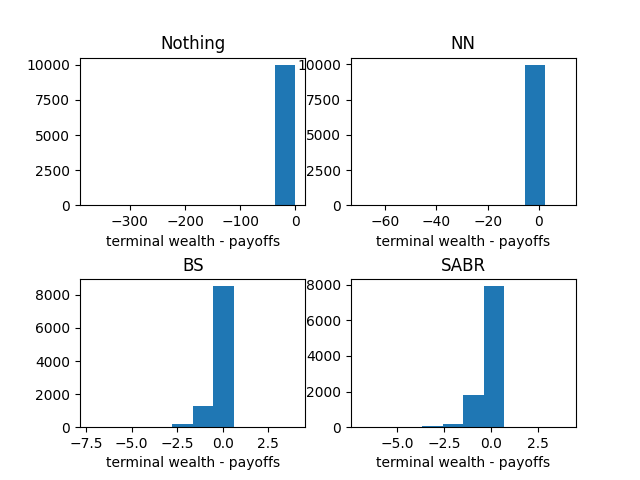 Nothing
NN
10000
7500
5000
2500
0
−300 −200 −100 0
terminal wealth - payoffs
10000
7500
5000
2500
0
−60 −40 −20 0
terminal wealth - payoffs
BS
SABR
8000
6000
4000
2000
0
−7.5 −5.0 −2.5 0.0 2.5
terminal wealth - payoffs
8000
6000
4000
2000
0
−5.0 −2.5 0.0 2.5
terminal wealth - payoffs